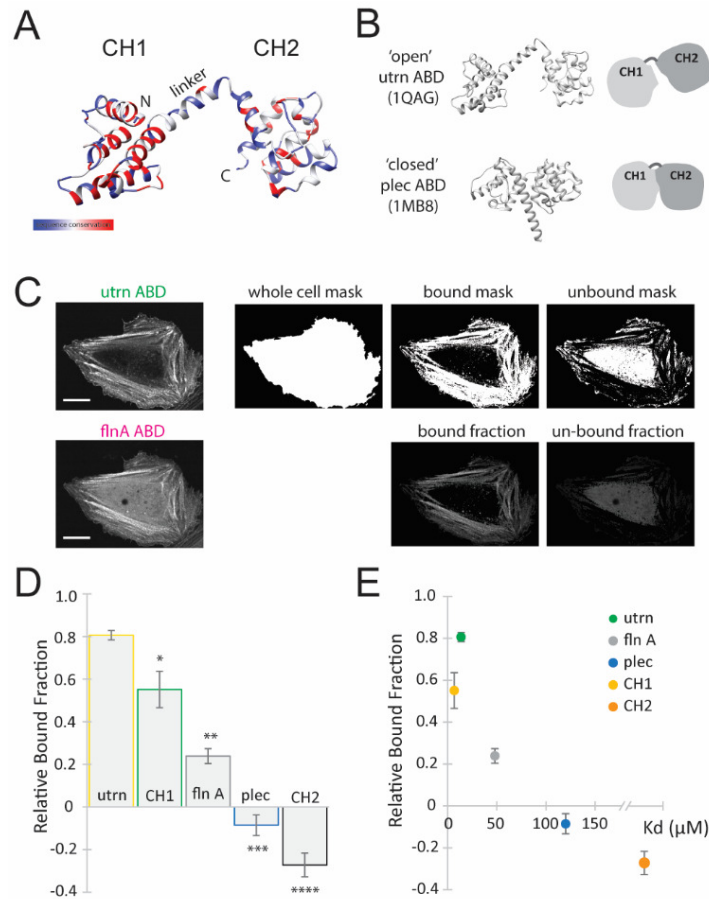 A
CH1
CH2
N
linker
C
sequence conservation
B
'open'
utrn ABD
(1QAG)
CH1
CH2
'closed'
plec ABD
(1MB8)
CH1
CH2
C
utrn ABD
whole cell mask
bound mask
unbound mask
flnA ABD
bound fraction
un-bound fraction
D
Relative Bound Fraction
1.0
0.8
0.6
0.4
0.2
0
-0.2
-0.4
*
**
***
****
utrn
CH1
fln A
plec
CH2
E
Relative Bound Fraction
1.0
0.8
0.6
0.4
0.2
0
-0.2
-0.4
utrn
fln A
plec
CH1
CH2
0
50
100
150
Kd (μM)